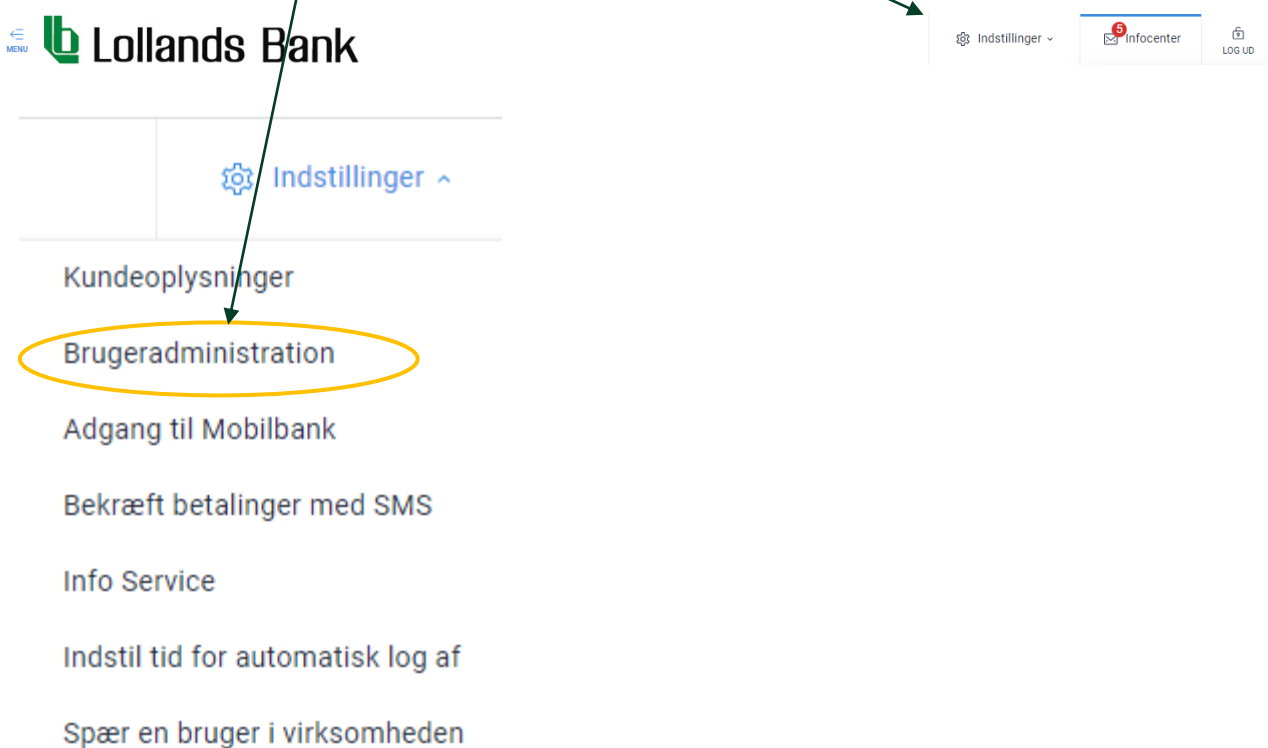 MENU
Lollands Bank
Indstillinger
5
Infocenter
LOG UD
Indstillinger
Kundeoplysninger
Brugeradministration
Adgang til Mobilbank
Bekræft betalinger med SMS
Info Service
Indstil tid for automatisk log af
Spær en bruger i virksomheden